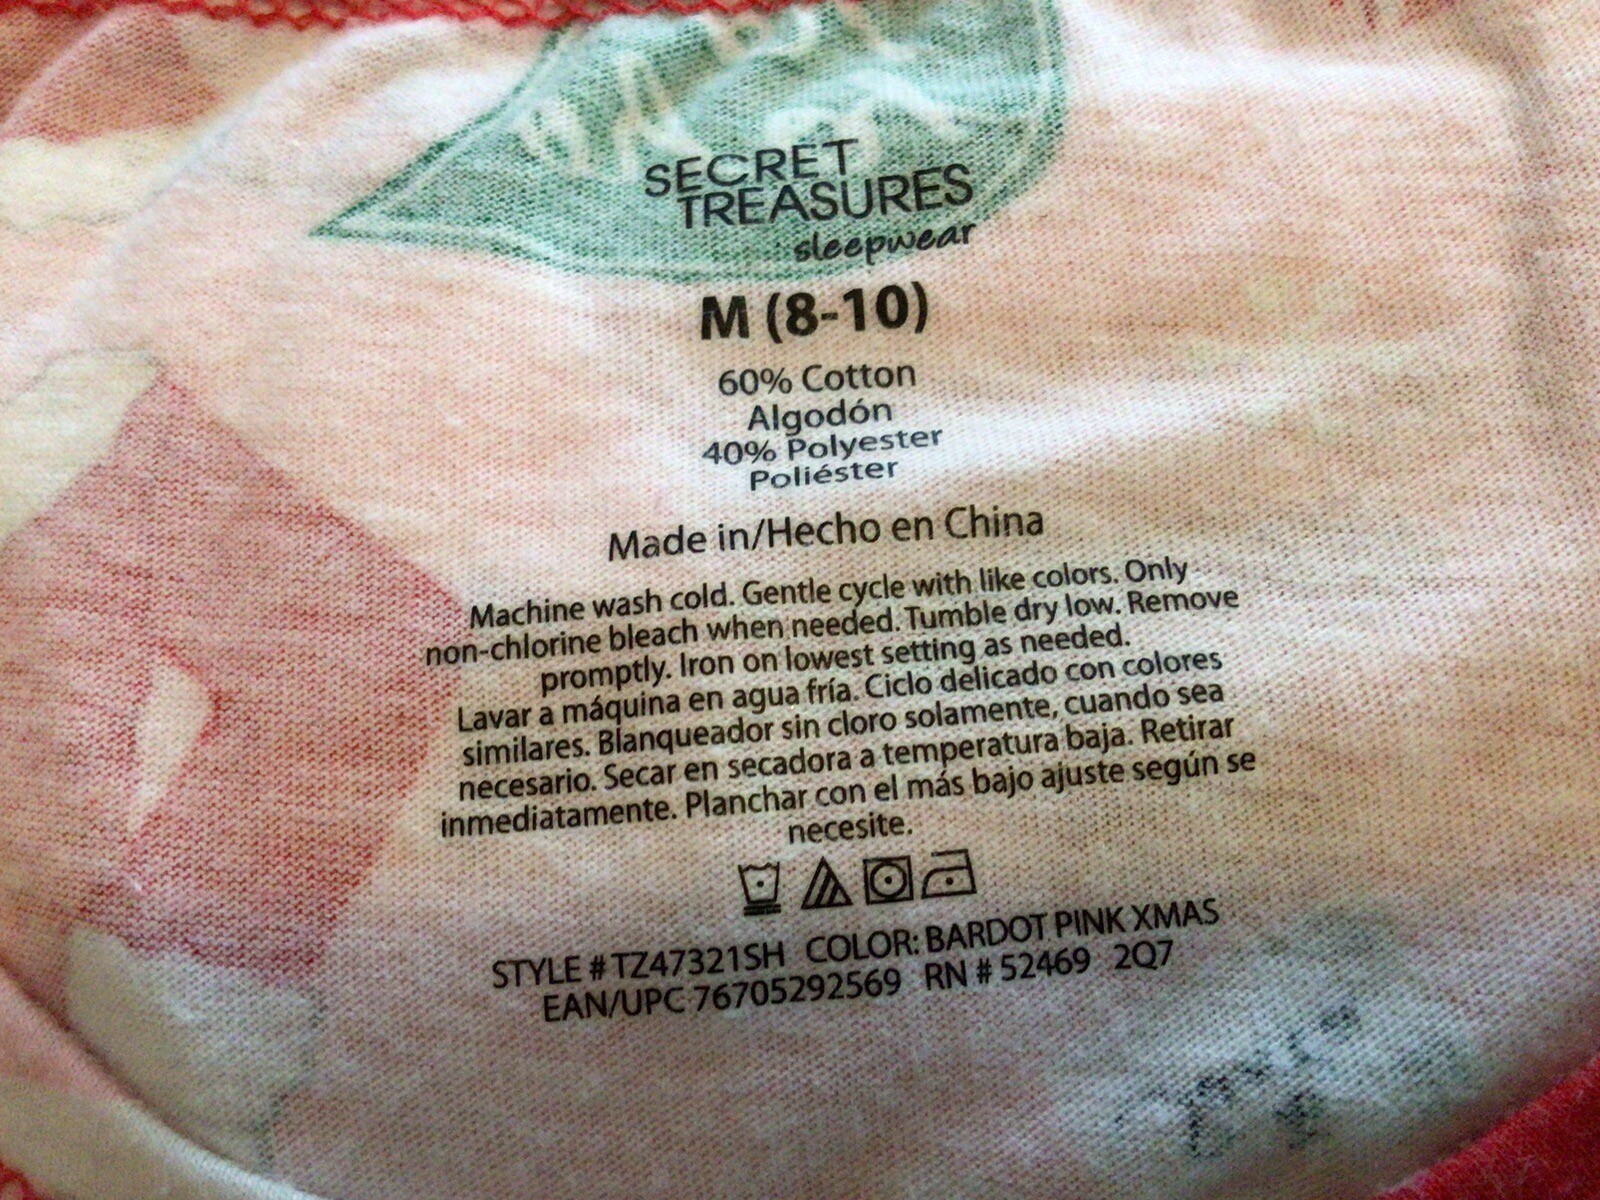 SECRET
TREASURES
sleepwear
M (8-10)
60% Cotton
Algodón
40% Polyester
Poliéster
Made in/Hecho en China
Machine wash cold. Gentle cycle with like colors. Only
non-chlorine bleach when needed. Tumble dry low. Remove
promptly. Iron on lowest setting as needed.
Lavar a máquina en agua fría. Ciclo delicado con colores
similares. Blanqueador sin cloro solamente, cuando sea
necesario. Secar en secadora a temperatura baja. Retirar
inmediatamente. Planchar con el más bajo ajuste según se
necesite.
STYLE # TZ47321SH COLOR: BARDOT PINK XMAS
EAN/UPC 76705292569 RN # 52469 2Q7